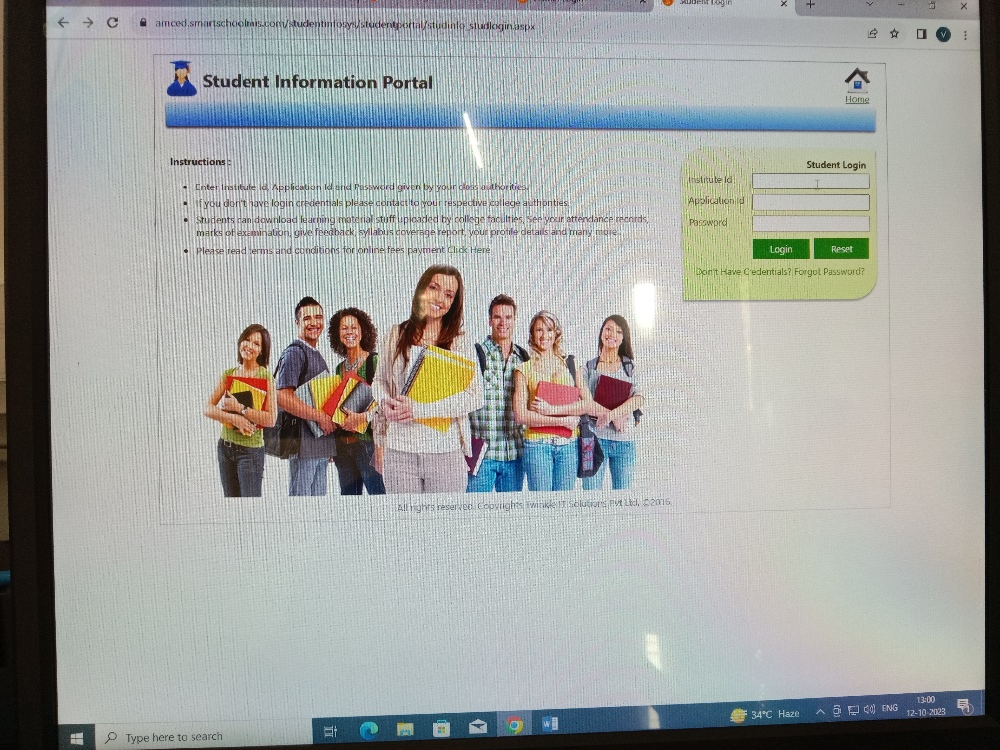 Student Login
amced.smartschoolmis.com/studentinfosys/studentportal/studinfo_studlogin.aspx
V
Student Information Portal
Home
Instructions :
Student Login
• Enter Institute Id, Application Id and Password given by your class authorities.
Institute Id
• If you don't have login credentials please contact to your respective college authorities.
Application Id
• Students can download learning material stuff uploaded by college faculties, see your attendance records,
marks of examination, give feedback, syllabus coverage report, your profile details and many more.
Password
• Please read terms and conditions for online fees payment Click Here
Login Reset
Don't Have Credentials? Forgot Password?
All rights reserved. Copyrights Twinkle IT Solutions Pvt Ltd, ©2016.
Type here to search
34°C Haze
ENG
13:00
12-10-2023
1